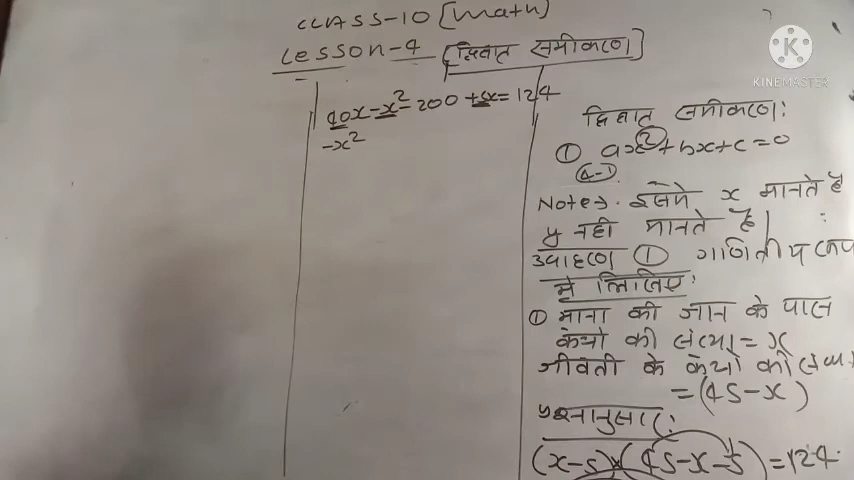 CLASS-10 [Math]
Lesson-4 [द्विघात समीकरण]
KINEMASTER
40x-x²-200+5x=124
-x²
द्विघात समीकरण:
① ax²+bx+c=0
Note→. इसमे x मानते है
y नही मानते है
उदाहरण ① गणितीय
मे लिखिए:
① माना की जान के पास
कंचो की संख्या = x
जीवंती के कंचो की
= (45-x)
प्रश्नानुसार:
(x-5)×(45-x-5)=124